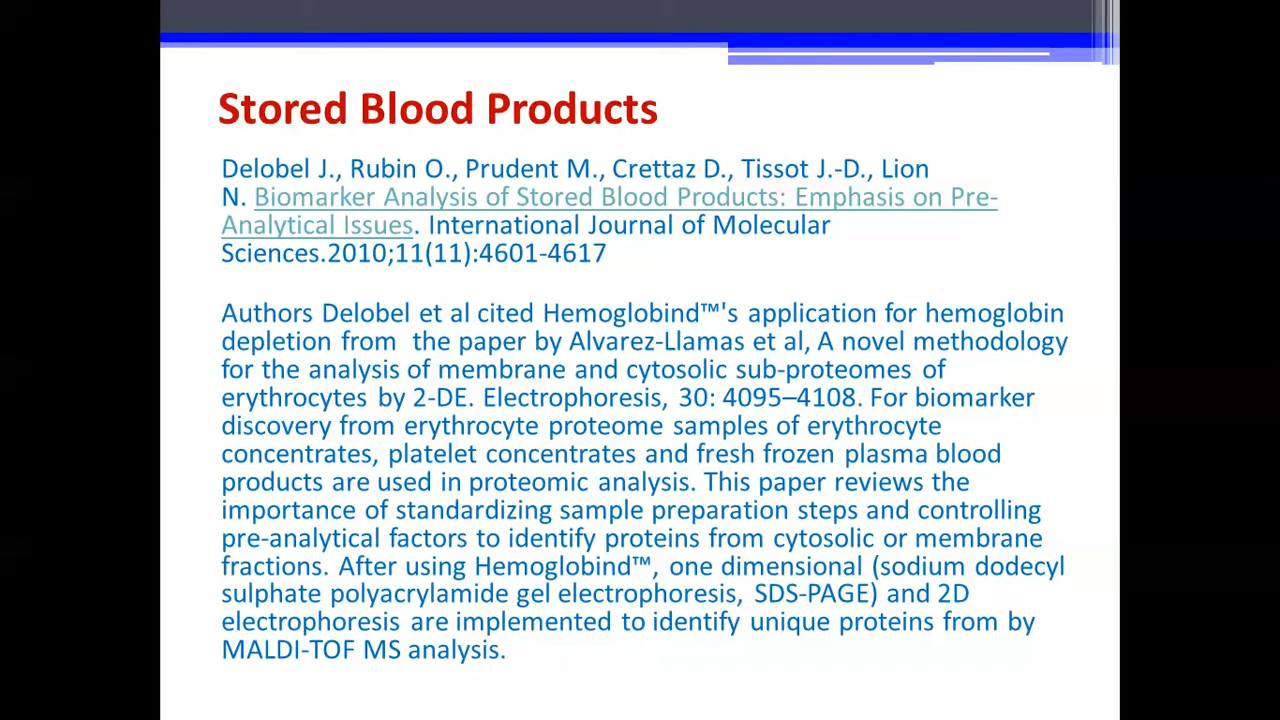 Stored Blood Products
Delobel J., Rubin O., Prudent M., Crettaz D., Tissot J.-D., Lion
N. Biomarker Analysis of Stored Blood Products: Emphasis on Pre-
Analytical Issues. International Journal of Molecular
Sciences.2010;11(11):4601-4617
Authors Delobel et al cited Hemoglobind™'s application for hemoglobin
depletion from  the paper by Alvarez-Llamas et al, A novel methodology
for the analysis of membrane and cytosolic sub-proteomes of
erythrocytes by 2-DE. Electrophoresis, 30: 4095–4108. For biomarker
discovery from erythrocyte proteome samples of erythrocyte
concentrates, platelet concentrates and fresh frozen plasma blood
products are used in proteomic analysis. This paper reviews the
importance of standardizing sample preparation steps and controlling
pre-analytical factors to identify proteins from cytosolic or membrane
fractions. After using Hemoglobind™, one dimensional (sodium dodecyl
sulphate polyacrylamide gel electrophoresis, SDS-PAGE) and 2D
electrophoresis are implemented to identify unique proteins from by
MALDI-TOF MS analysis.